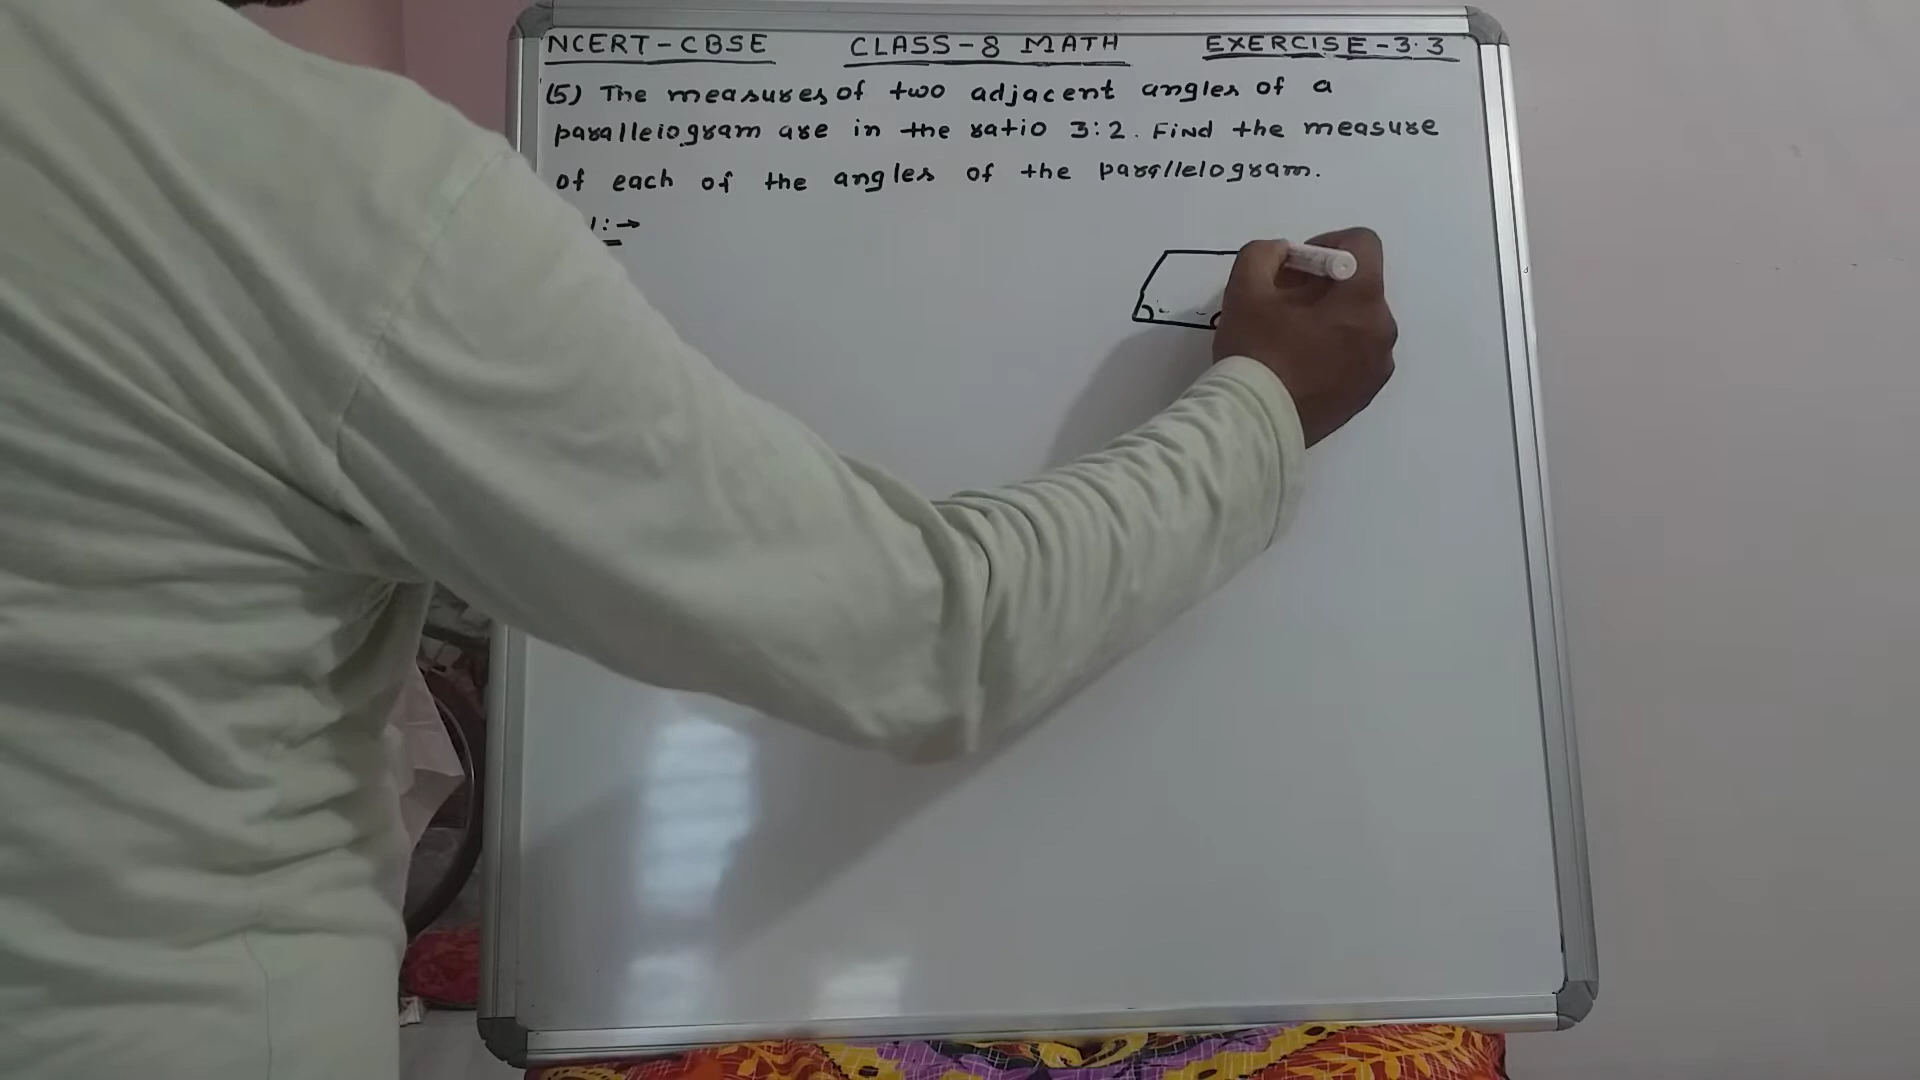 NCERT-CBSE CLASS-8 MATH EXERCISE-3.3
(5) The measures of two adjacent angles of a
parallelogram are in the ratio 3:2. Find the measure
of each of the angles of the parallelogram.
:→